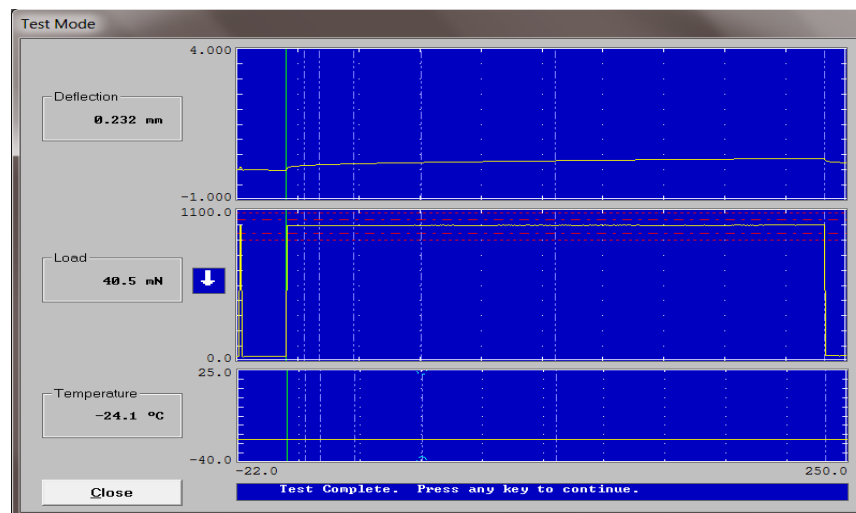 Test Mode
4.000
Deflection
0.232 mm
-1.000
1100.0
Load
40.5 mN
0.0
25.0
Temperature
-24.1 ºC
-40.0
-22.0
250.0
Close
Test Complete. Press any key to continue.